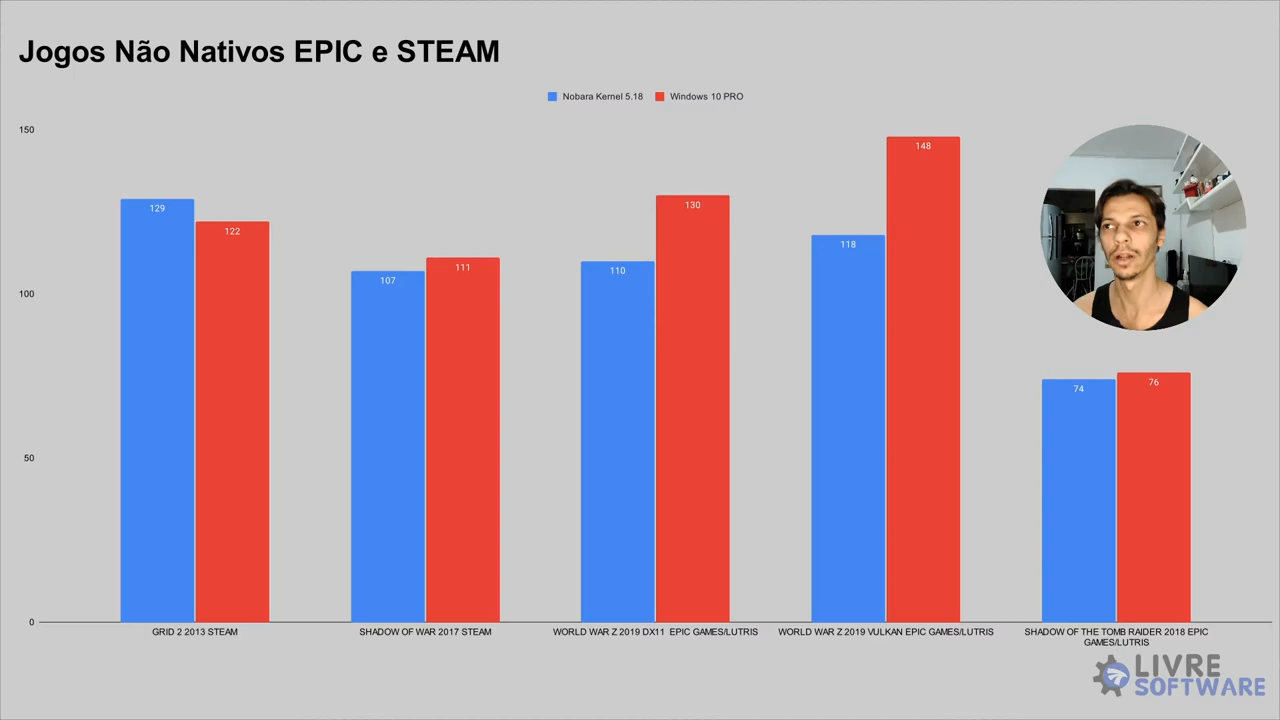 Jogos Não Nativos EPIC e STEAM
Nobara Kernel 5.18 Windows 10 PRO
150
100
50
0
129
122
107
111
110
130
118
148
74
76
GRID 2 2013 STEAM
SHADOW OF WAR 2017 STEAM
WORLD WAR Z 2019 DX11 EPIC GAMES/LUTRIS
WORLD WAR Z 2019 VULKAN EPIC GAMES/LUTRIS
SHADOW OF THE TOMB RAIDER 2018 EPIC
GAMES/LUTRIS
LIVRE
SOFTWARE